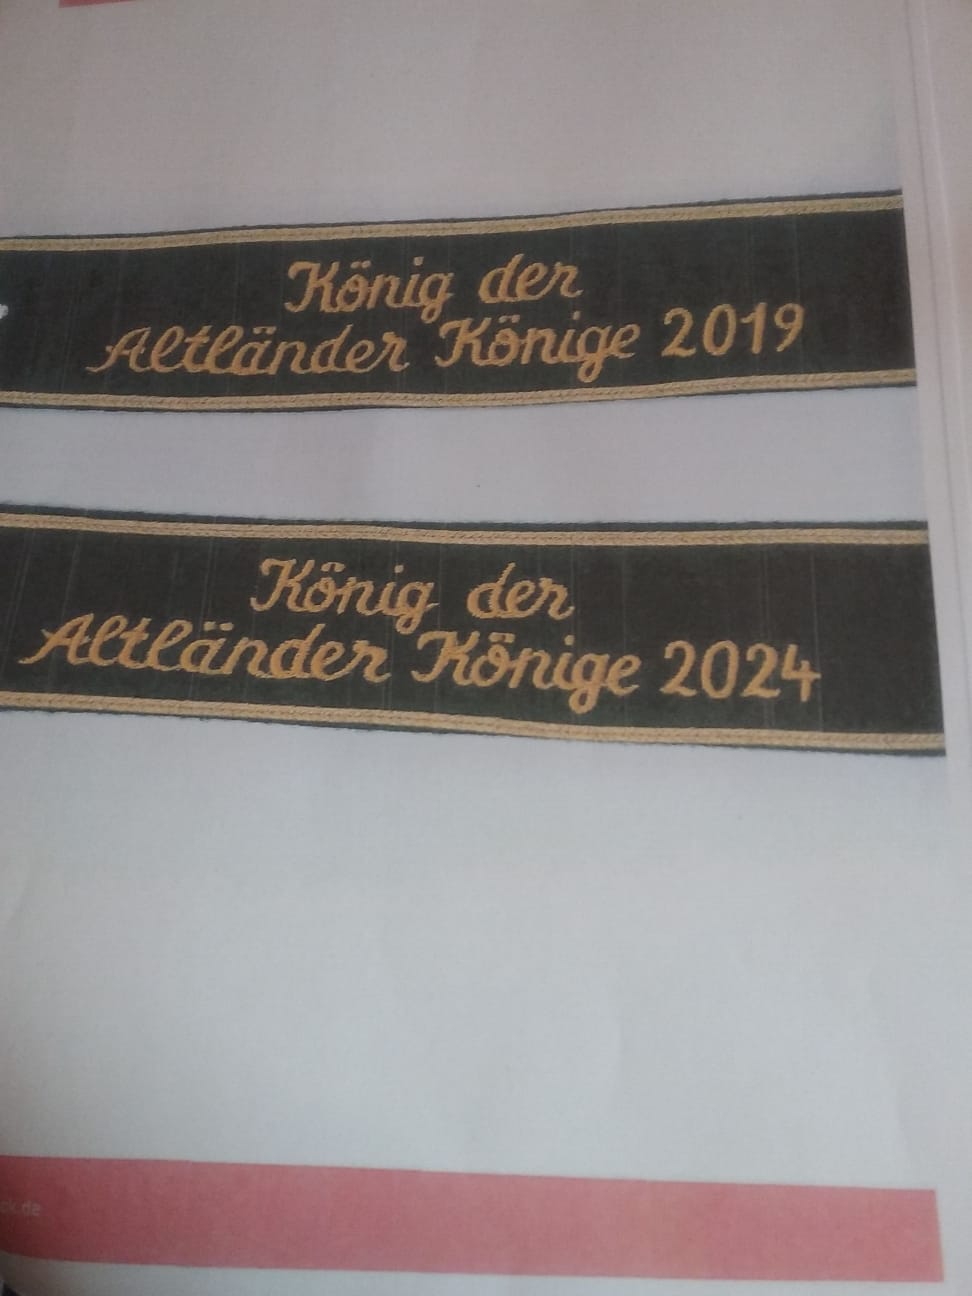 König der
Altländer Könige 2019
König der
Altländer Könige 2024